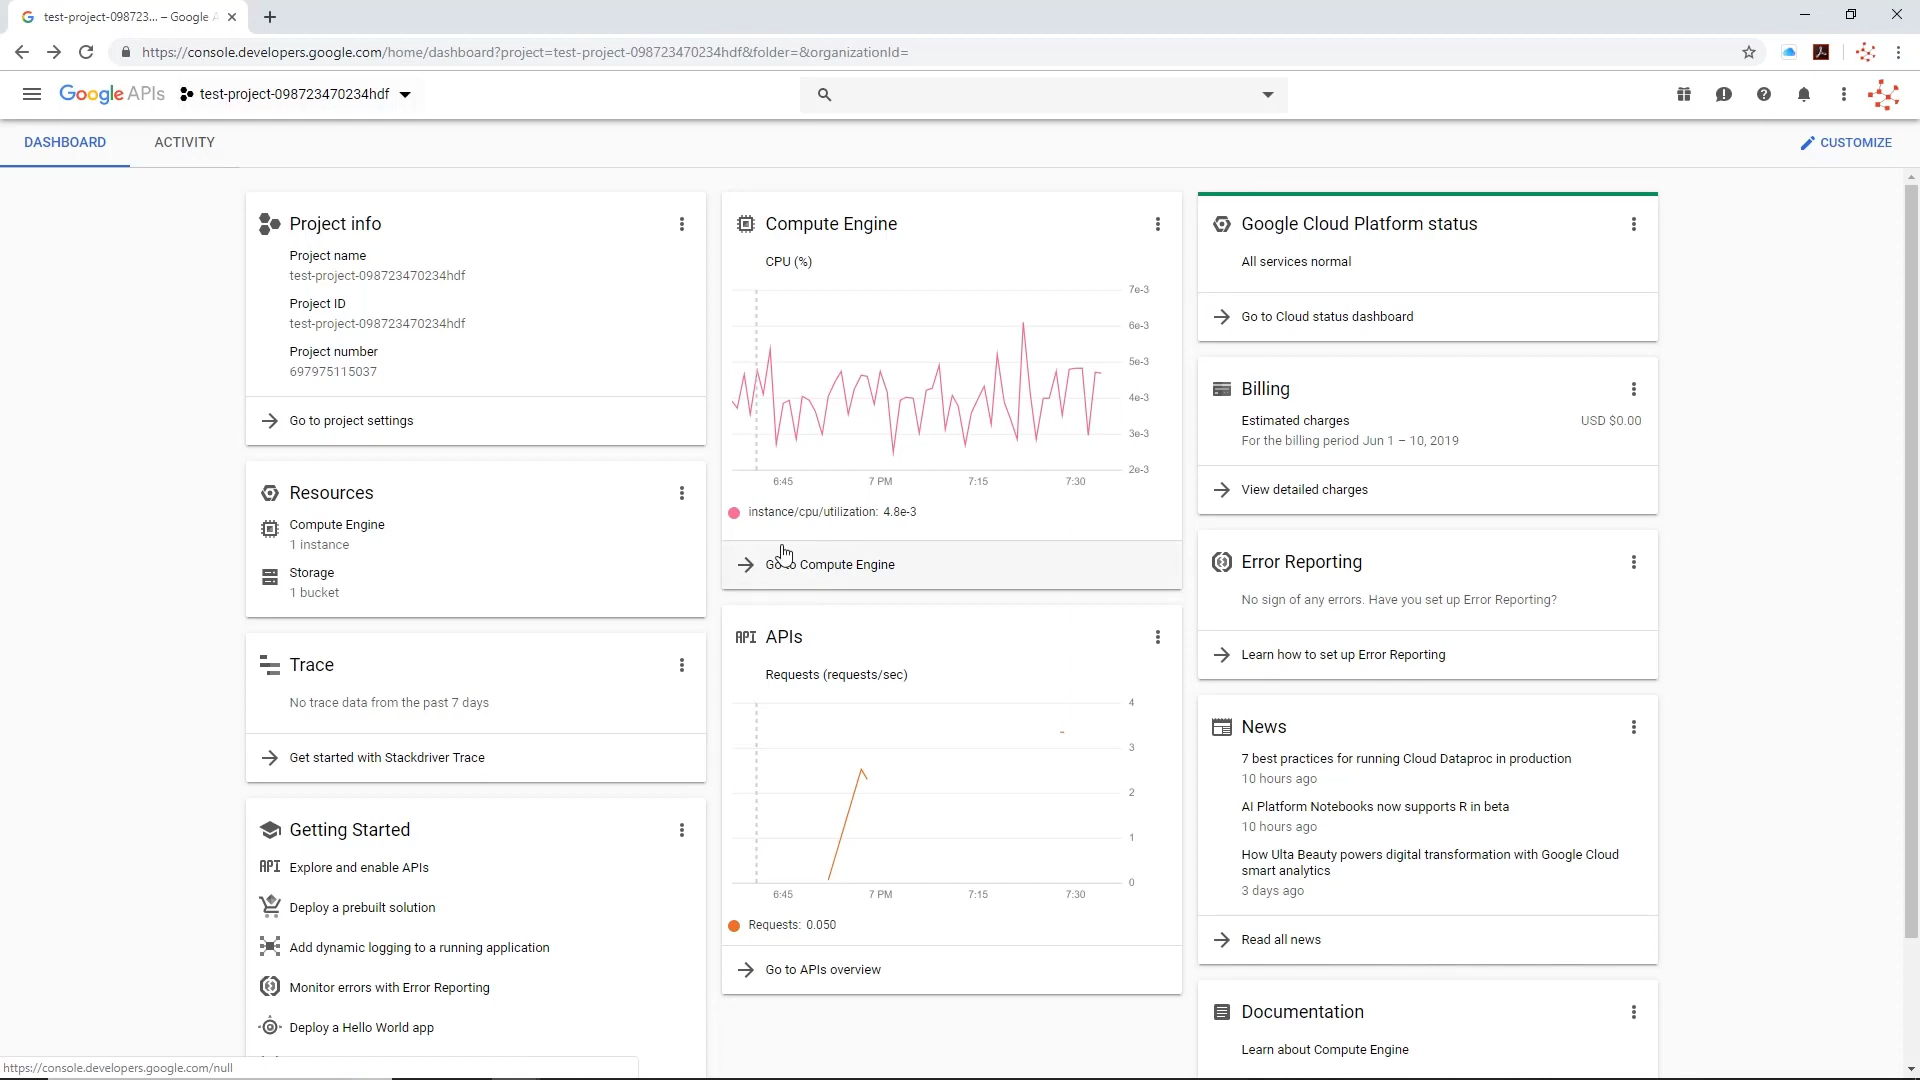 test-project-098723... – Google A
https://console.developers.google.com/home/dashboard?project=test-project-098723470234hdf&folder=&organizationId=
Google APIs
test-project-098723470234hdf
DASHBOARD
ACTIVITY
CUSTOMIZE
Project info
Project name
test-project-098723470234hdf
Project ID
test-project-098723470234hdf
Project number
697975115037
Go to project settings
Resources
Compute Engine
1 instance
Storage
1 bucket
Trace
No trace data from the past 7 days
Get started with Stackdriver Trace
Getting Started
API Explore and enable APIs
Deploy a prebuilt solution
Add dynamic logging to a running application
Monitor errors with Error Reporting
Deploy a Hello World app
https://console.developers.google.com/null
Compute Engine
CPU (%)
7e-3
6e-3
5e-3
4e-3
3e-3
2e-3
6:45 7 PM 7:15 7:30
instance/cpu/utilization: 4.8e-3
Go to Compute Engine
API APIs
Requests (requests/sec)
4
3
2
1
0
6:45 7 PM 7:15 7:30
Requests: 0.050
Go to APIs overview
Google Cloud Platform status
All services normal
Go to Cloud status dashboard
Billing
Estimated charges USD $0.00
For the billing period Jun 1 – 10, 2019
View detailed charges
Error Reporting
No sign of any errors. Have you set up Error Reporting?
Learn how to set up Error Reporting
News
7 best practices for running Cloud Dataproc in production
10 hours ago
AI Platform Notebooks now supports R in beta
10 hours ago
How Ulta Beauty powers digital transformation with Google Cloud
smart analytics
3 days ago
Read all news
Documentation
Learn about Compute Engine